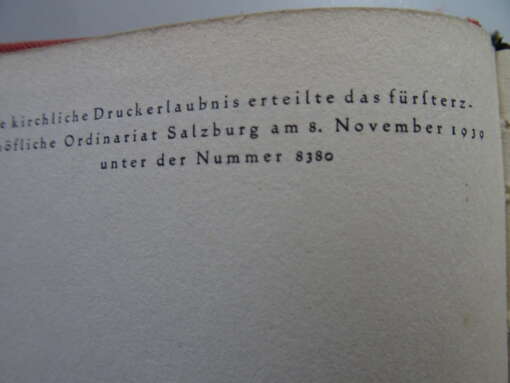 e kirchliche Druckerlaubnis erteilte das fürſterz-
öfliche Ordinariat Salzburg am 8. November 1939
unter der Nummer 8380